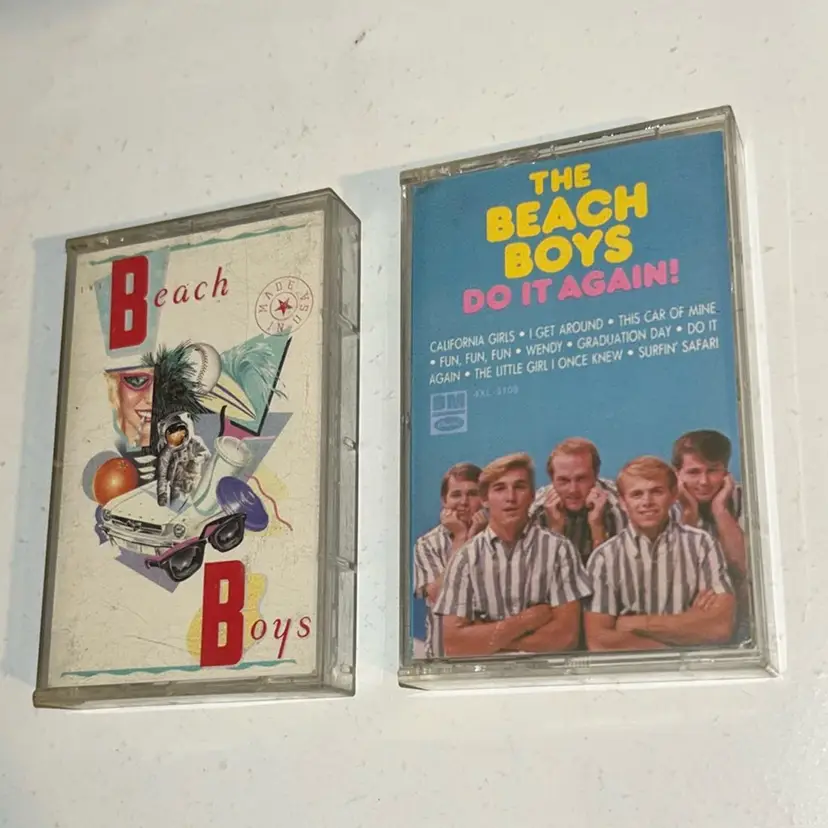 THE
Beach
MADE IN USA
Boys
THE
BEACH
BOYS
DO IT AGAIN!
CALIFORNIA GIRLS • I GET AROUND • THIS CAR OF MINE
• FUN, FUN, FUN • WENDY • GRADUATION DAY • DO IT
AGAIN • THE LITTLE GIRL I ONCE KNEW • SURFIN' SAFARI